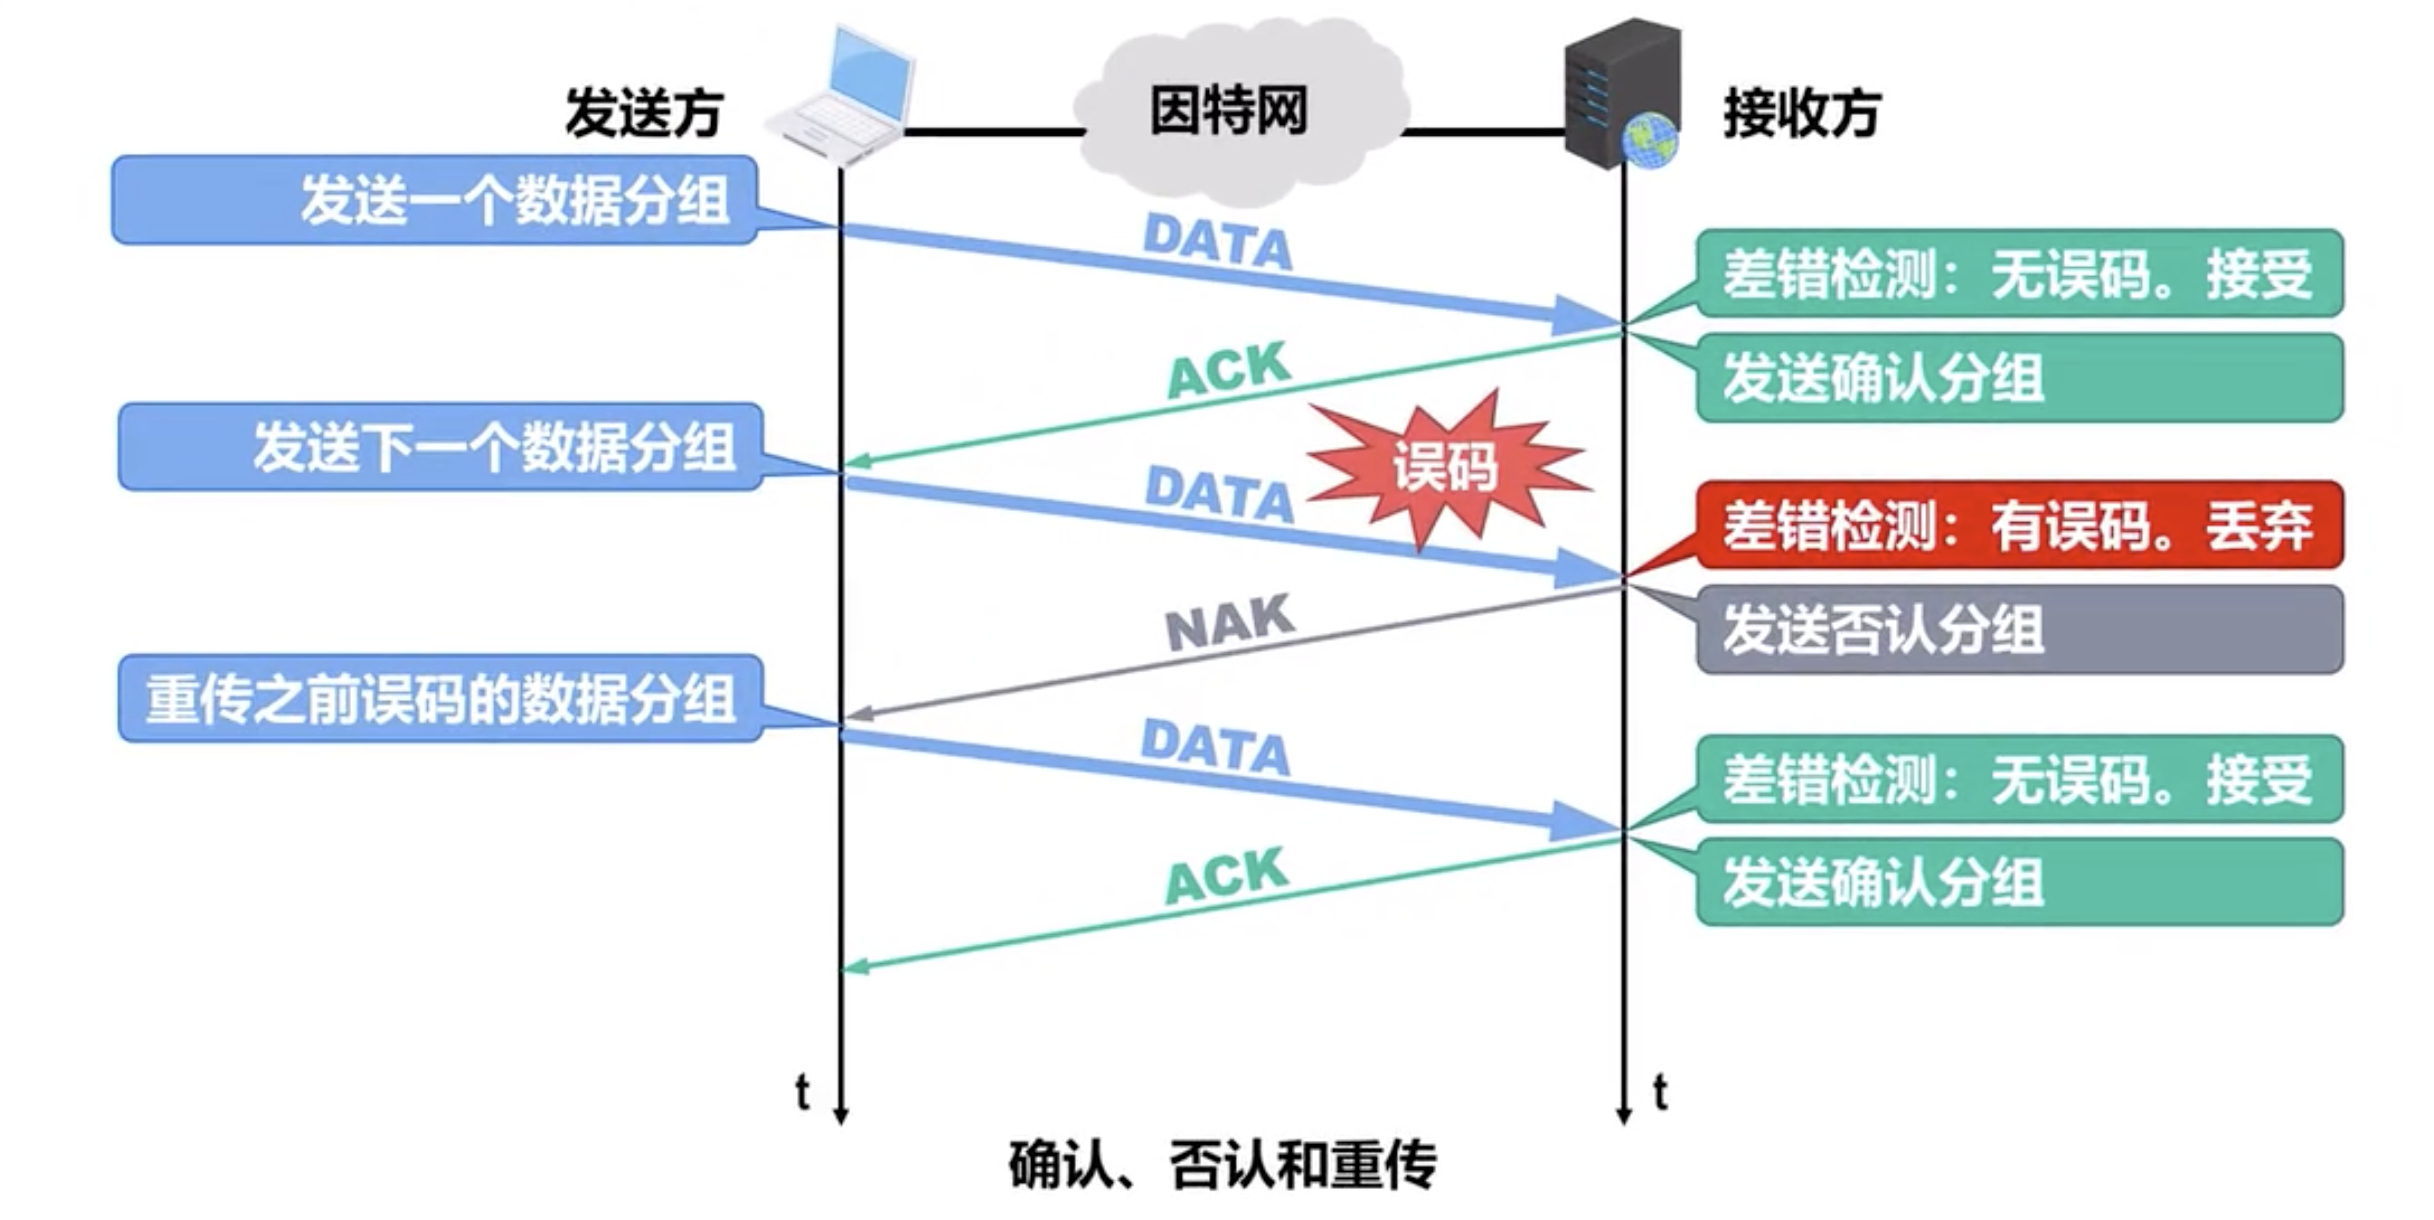 发送方
因特网
接收方
发送一个数据分组
DATA
差错检测：无误码。接受
ACK
发送确认分组
发送下一个数据分组
误码
DATA
差错检测：有误码。丢弃
NAK
发送否认分组
重传之前误码的数据分组
DATA
差错检测：无误码。接受
ACK
发送确认分组
t
t
确认、否认和重传